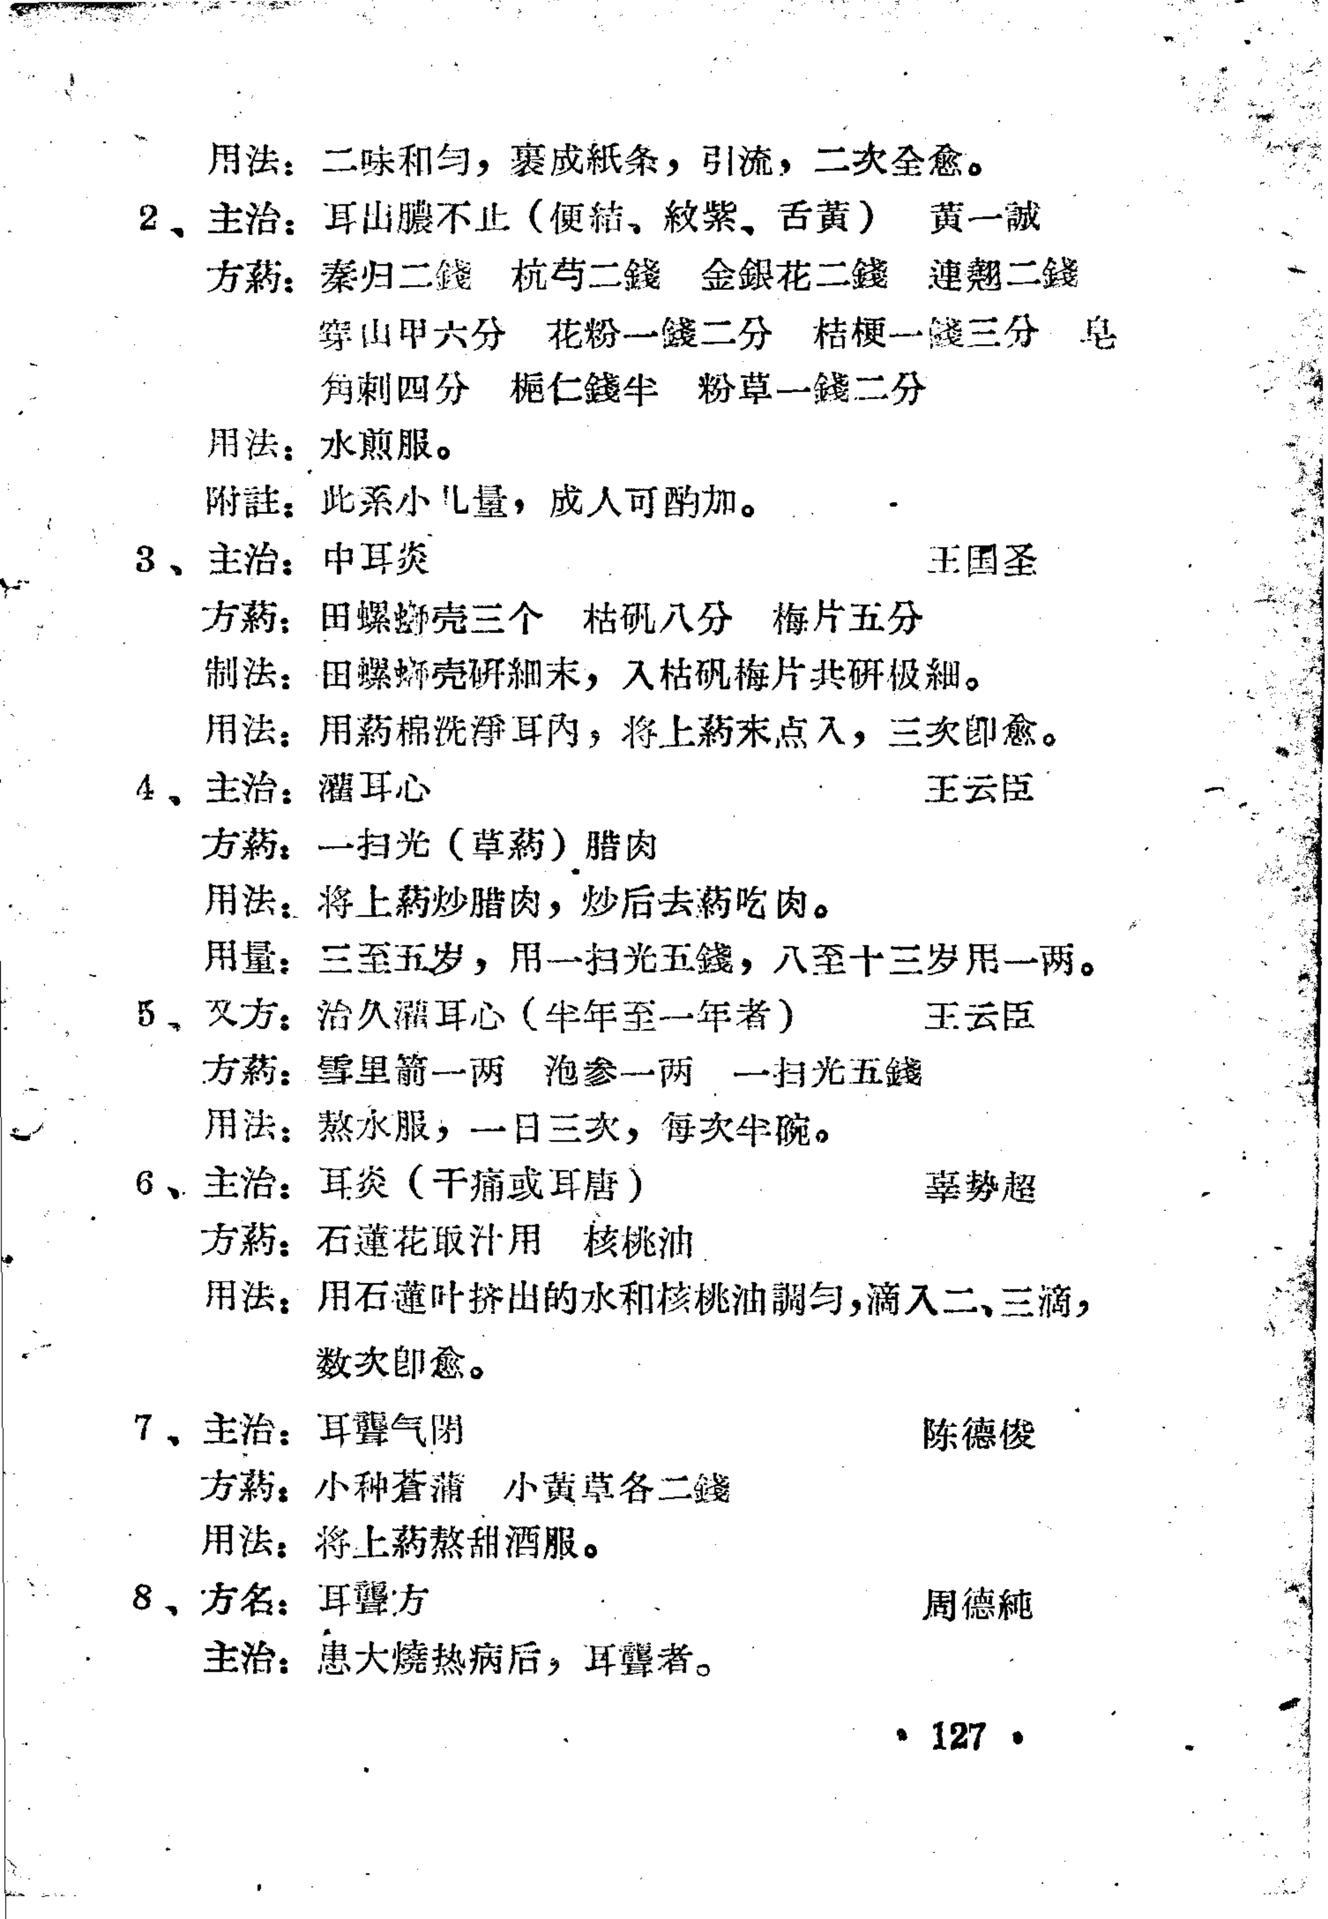 用法：二味和匀，裹成紙条，引流，二次全愈。
2、主治：耳出膿不止（便結、紋紫、舌黄） 黄一誠
方葯：秦归二錢 杭芍二錢 金銀花二錢 連翘二錢
穿山甲六分 花粉一錢二分 桔梗一錢三分 皂
角刺四分 梔仁錢半 粉草一錢二分
用法：水煎服。
附註：此系小儿量，成人可酌加。
3、主治：中耳炎 王国圣
方葯：田螺螄壳三个 枯矾八分 梅片五分
制法：田螺螄壳研細末，入枯矾梅片共研极細。
用法：用葯棉洗淨耳內，将上葯末点入，三次卽愈。
4、主治：灌耳心 王云臣
方葯：一扫光（草葯）腊肉
用法：将上葯炒腊肉，炒后去葯吃肉。
用量：三至五岁，用一扫光五錢，八至十三岁用一两。
5、又方：治久灌耳心（半年至一年者） 王云臣
方葯：雪里箭一两 泡参一两 一扫光五錢
用法：熬水服，一日三次，每次半碗。
6、主治：耳炎（干痛或耳唐） 辜势超
方葯：石蓮花取汁用 核桃油
用法：用石蓮叶挤出的水和核桃油調匀，滴入二、三滴，
数次卽愈。
7、主治：耳聾气閉 陈德俊
方葯：小种菖蒲 小黄草各二錢
用法：将上葯熬甜酒服。
8、方名：耳聾方 周德純
主治：患大燒热病后，耳聾者。
• 127 •